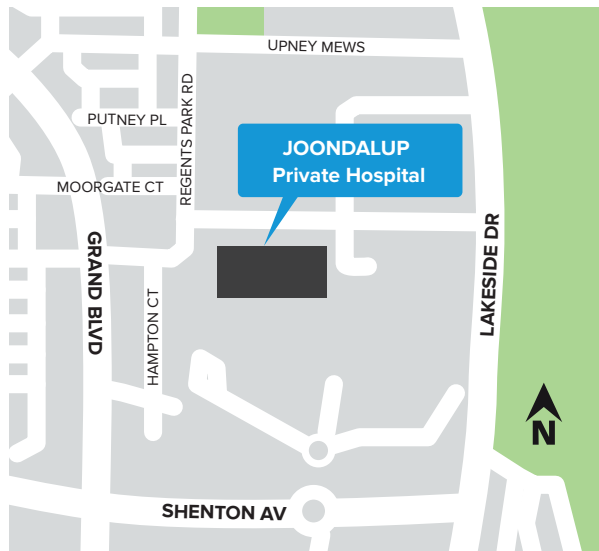 UPNEY MEWS
REGENTS PARK RD
PUTNEY PL
JOONDALUP
Private Hospital
MOORGATE CT
GRAND BLVD
HAMPTON CT
LAKESIDE DR
N
SHENTON AV